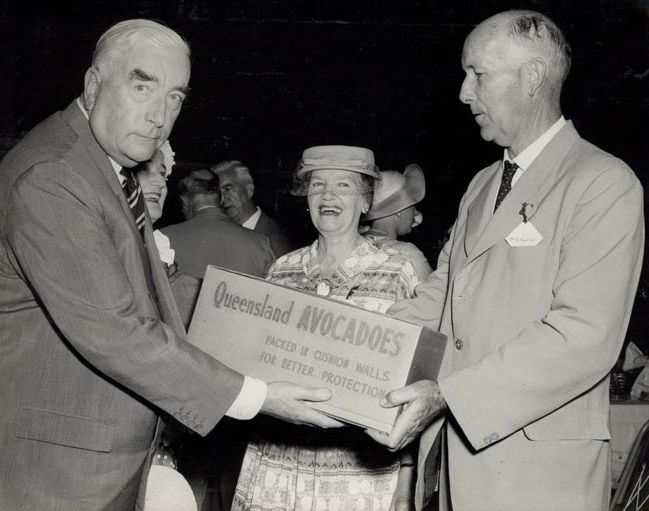 Queensland AVOCADOES
PACKED IN CUSHION WALLS
FOR BETTER PROTECTION